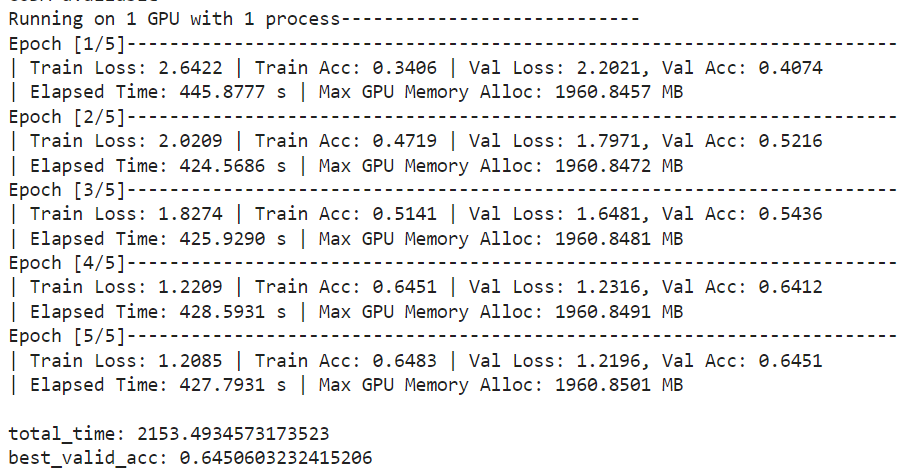 Running on 1 GPU with 1 process----------------------------
Epoch [1/5]------------------------------------------------------------------------
| Train Loss: 2.6422 | Train Acc: 0.3406 | Val Loss: 2.2021, Val Acc: 0.4074
| Elapsed Time: 445.8777 s | Max GPU Memory Alloc: 1960.8457 MB
Epoch [2/5]------------------------------------------------------------------------
| Train Loss: 2.0209 | Train Acc: 0.4719 | Val Loss: 1.7971, Val Acc: 0.5216
| Elapsed Time: 424.5686 s | Max GPU Memory Alloc: 1960.8472 MB
Epoch [3/5]------------------------------------------------------------------------
| Train Loss: 1.8274 | Train Acc: 0.5141 | Val Loss: 1.6481, Val Acc: 0.5436
| Elapsed Time: 425.9290 s | Max GPU Memory Alloc: 1960.8481 MB
Epoch [4/5]------------------------------------------------------------------------
| Train Loss: 1.2209 | Train Acc: 0.6451 | Val Loss: 1.2316, Val Acc: 0.6412
| Elapsed Time: 428.5931 s | Max GPU Memory Alloc: 1960.8491 MB
Epoch [5/5]------------------------------------------------------------------------
| Train Loss: 1.2085 | Train Acc: 0.6483 | Val Loss: 1.2196, Val Acc: 0.6451
| Elapsed Time: 427.7931 s | Max GPU Memory Alloc: 1960.8501 MB
total_time: 2153.4934573173523
best_valid_acc: 0.6450603232415206